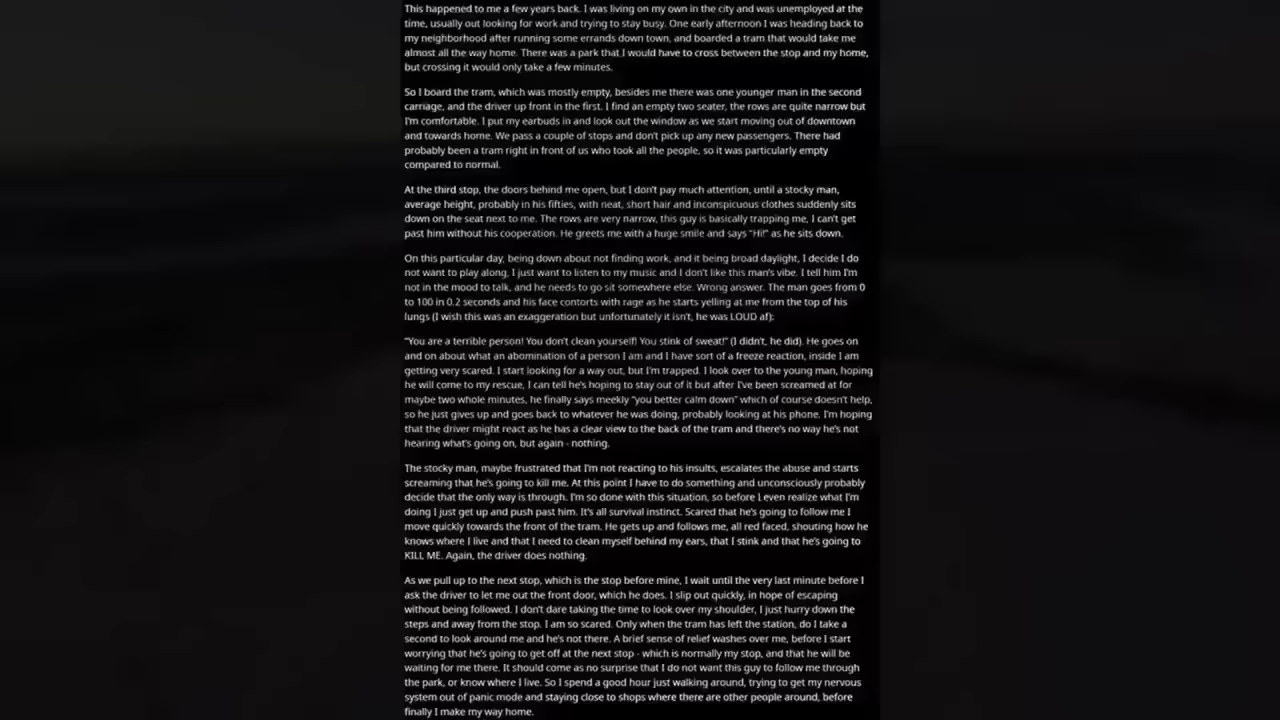 This happened to me a few years back. I was living on my own in the city and was unemployed at the
time, usually out looking for work and trying to stay busy. One early afternoon I was heading back to
my neighborhood after running some errands down town, and boarded a tram that would take me
almost all the way home. There was a park that I would have to cross between the stop and my home,
but crossing it would only take a few minutes.
So I board the tram, which was mostly empty, besides me there was one younger man in the second
carriage, and the driver up front in the first. I find an empty two seater, the rows are quite narrow but
I'm comfortable. I put my earbuds in and look out the window as we start moving out of downtown
and towards home. We pass a couple of stops and don't pick up any new passengers. There had
probably been a tram right in front of us who took all the people, so it was particularly empty
compared to normal.
At the third stop, the doors behind me open, but I don't pay much attention, until a stocky man,
average height, probably in his fifties, with neat, short hair and inconspicuous clothes suddenly sits
down on the seat next to me. The rows are very narrow, this guy is basically trapping me, I can't get
past him without his cooperation. He greets me with a huge smile and says "Hi!" as he sits down.
On this particular day, being down about not finding work, and it being broad daylight, I decide I do
not want to play along, I just want to listen to my music and I don't like this man's vibe. I tell him I'm
not in the mood to talk, and he needs to go sit somewhere else. Wrong answer. The man goes from 0
to 100 in 0.2 seconds and his face contorts with rage as he starts yelling at me from the top of his
lungs (I wish this was an exaggeration but unfortunately it isn't, he was LOUD af):
"You are a terrible person! You don't clean yourself! You stink of sweat!" (I didn't, he did). He goes on
and on about what an abomination of a person I am and I have sort of a freeze reaction, inside I am
getting very scared. I start looking for a way out, but I'm trapped. I look over to the young man, hoping
he will come to my rescue, I can tell he's hoping to stay out of it but after I've been screamed at for
maybe two whole minutes, he finally says meekly "you better calm down" which of course doesn't help,
so he just gives up and goes back to whatever he was doing, probably looking at his phone. I'm hoping
that the driver might react as he has a clear view to the back of the tram and there's no way he's not
hearing what's going on, but again - nothing.
The stocky man, maybe frustrated that I'm not reacting to his insults, escalates the abuse and starts
screaming that he's going to kill me. At this point I have to do something and unconsciously probably
decide that the only way is through. I'm so done with this situation, so before I even realize what I'm
doing I just get up and push past him. It's all survival instinct. Scared that he's going to follow me I
move quickly towards the front of the tram. He gets up and follows me, all red faced, shouting how he
knows where I live and that I need to clean myself behind my ears, that I stink and that he's going to
KILL ME. Again, the driver does nothing.
As we pull up to the next stop, which is the stop before mine, I wait until the very last minute before I
ask the driver to let me out the front door, which he does. I slip out quickly, in hope of escaping
without being followed. I don't dare taking the time to look over my shoulder, I just hurry down the
steps and away from the stop. I am so scared. Only when the tram has left the station, do I take a
second to look around me and he's not there. A brief sense of relief washes over me, before I start
worrying that he's going to get off at the next stop - which is normally my stop, and that he will be
waiting for me there. It should come as no surprise that I do not want this guy to follow me through
the park, or know where I live. So I spend a good hour just walking around, trying to get my nervous
system out of panic mode and staying close to shops where there are other people around, before
finally I make my way home.